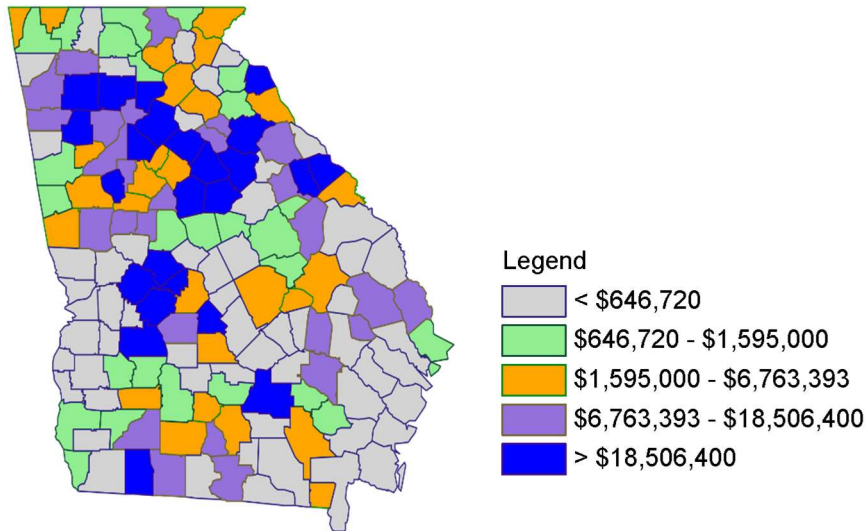 Legend
< $646,720
$646,720 - $1,595,000
$1,595,000 - $6,763,393
$6,763,393 - $18,506,400
> $18,506,400